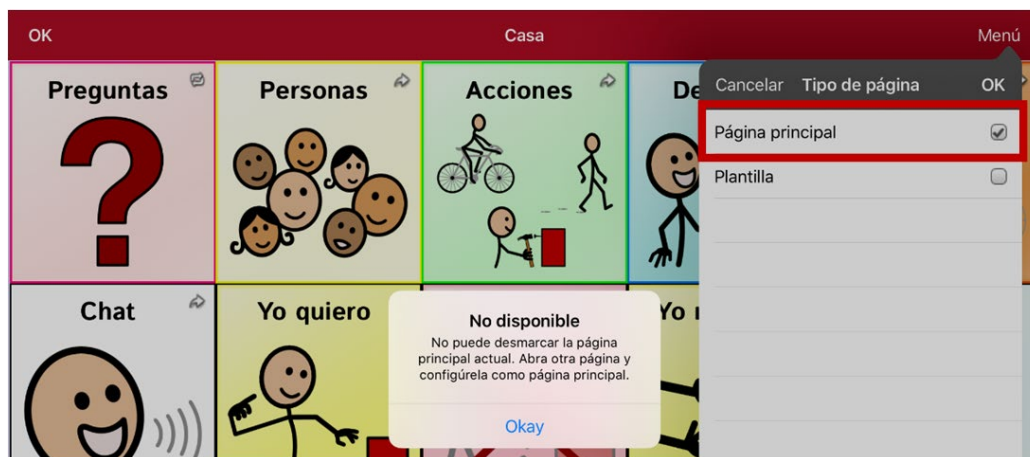 OK
Casa
Menú
Preguntas
Personas
Acciones
De
Cancelar
Tipo de página
OK
Página principal
Plantilla
Chat
Yo quiero
Yo
No disponible
No puede desmarcar la página
principal actual. Abra otra página y
configúrela como página principal.
Okay